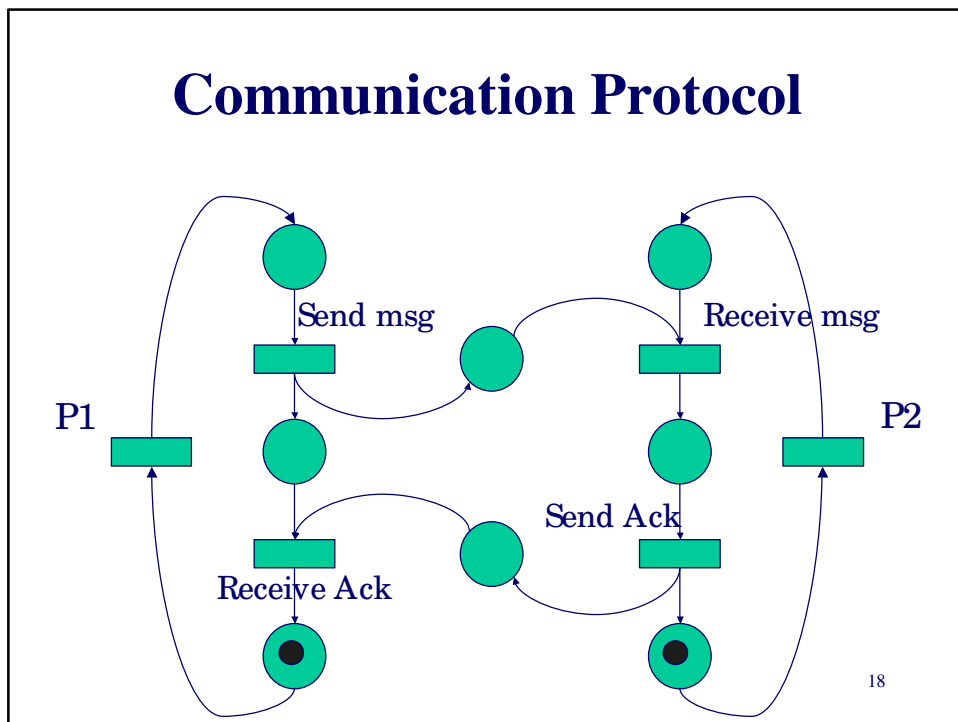 Communication Protocol
Send msg
Receive msg
P1
P2
Send Ack
Receive Ack
18